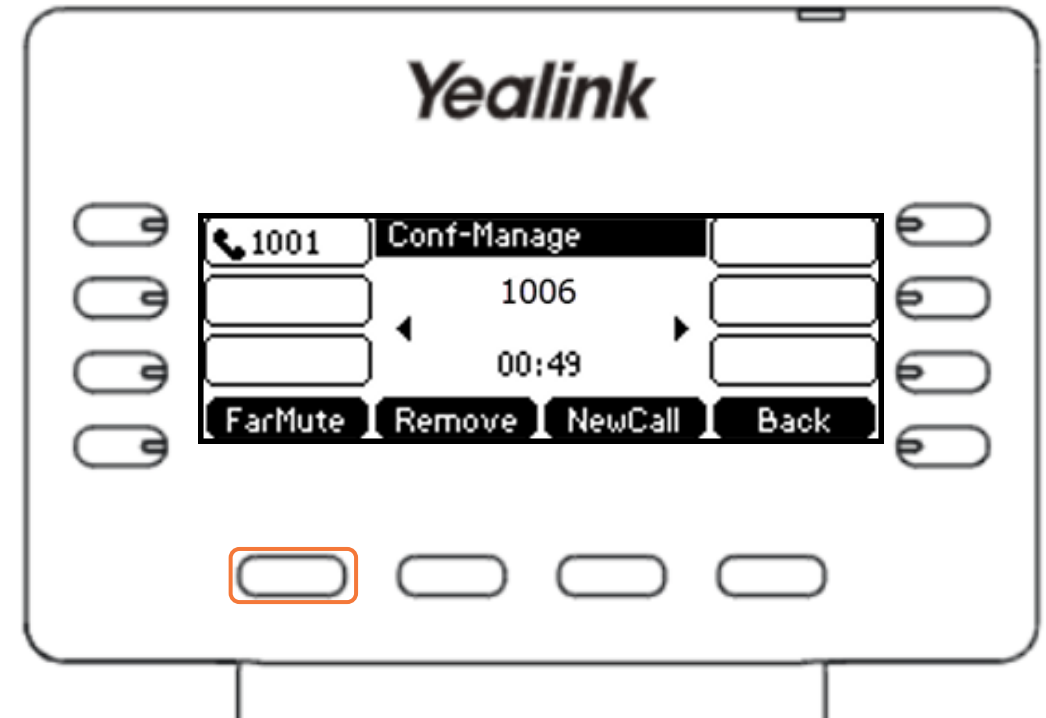 Yealink
1001
Conf-Manage
1006
00:49
FarMute Remove NewCall Back